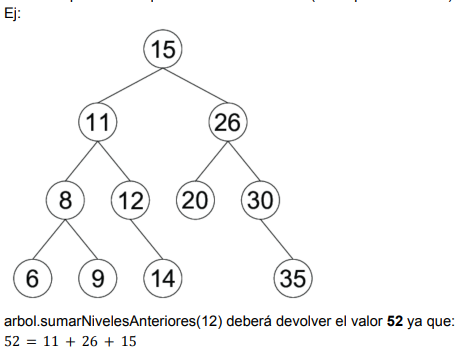 Ej:
15
11 26
8 12 20 30
6 9 14 35
arbol.sumarNivelesAnteriores(12) deberá devolver el valor 52 ya que:
52 = 11 + 26 + 15